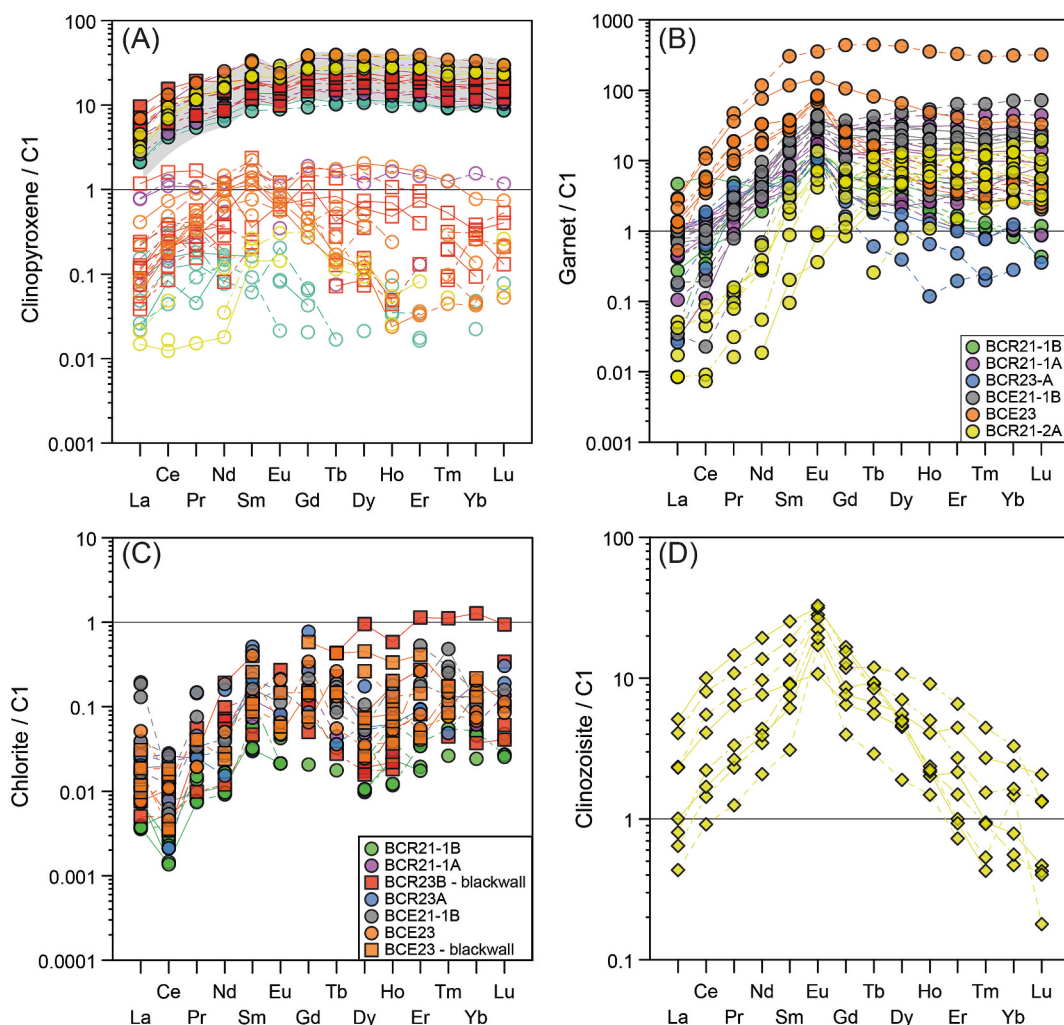 (A)
Clinopyroxene / C1
100
10
1
0.1
0.01
0.001
Ce Nd Eu Tb Ho Tm Lu
La Pr Sm Gd Dy Er Yb
(B)
Garnet / C1
1000
100
10
1
0.1
0.01
0.001
BCR21-1B
BCR21-1A
BCR23-A
BCE21-1B
BCE23
BCR21-2A
Ce Nd Eu Tb Ho Tm Lu
La Pr Sm Gd Dy Er Yb
(C)
Chlorite / C1
10
1
0.1
0.01
0.001
0.0001
BCR21-1B
BCR21-1A
BCR23B - blackwall
BCR23A
BCE21-1B
BCE23
BCE23 - blackwall
Ce Nd Eu Tb Ho Tm Lu
La Pr Sm Gd Dy Er Yb
(D)
Clinozoisite / C1
100
10
1
0.1
Ce Nd Eu Tb Ho Tm Lu
La Pr Sm Gd Dy Er Yb